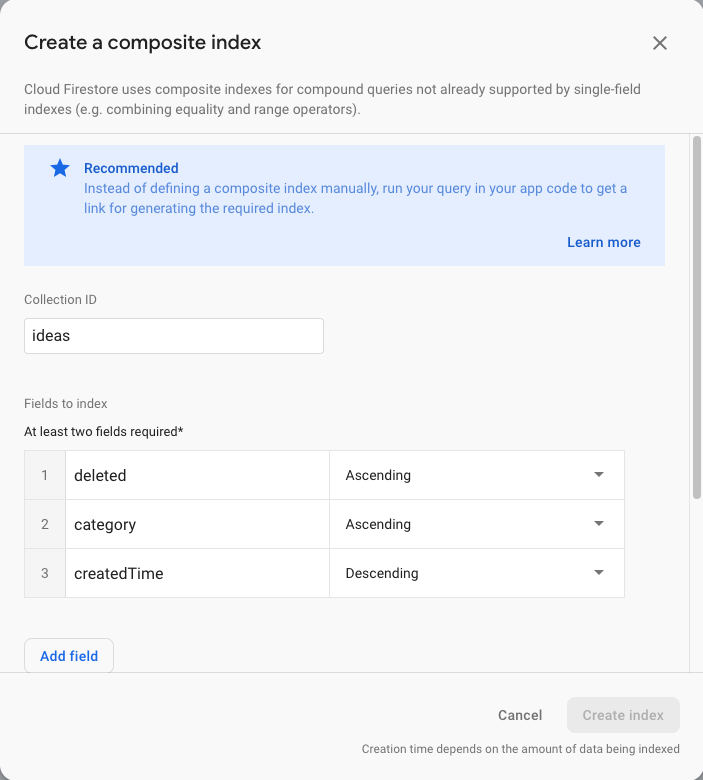 Create a composite index
Cloud Firestore uses composite indexes for compound queries not already supported by single-field
indexes (e.g. combining equality and range operators).
Recommended
Instead of defining a composite index manually, run your query in your app code to get a
link for generating the required index.
Learn more
Collection ID
ideas
Fields to index
At least two fields required*
1 deleted Ascending
2 category Ascending
3 createdTime Descending
Add field
Cancel Create index
Creation time depends on the amount of data being indexed